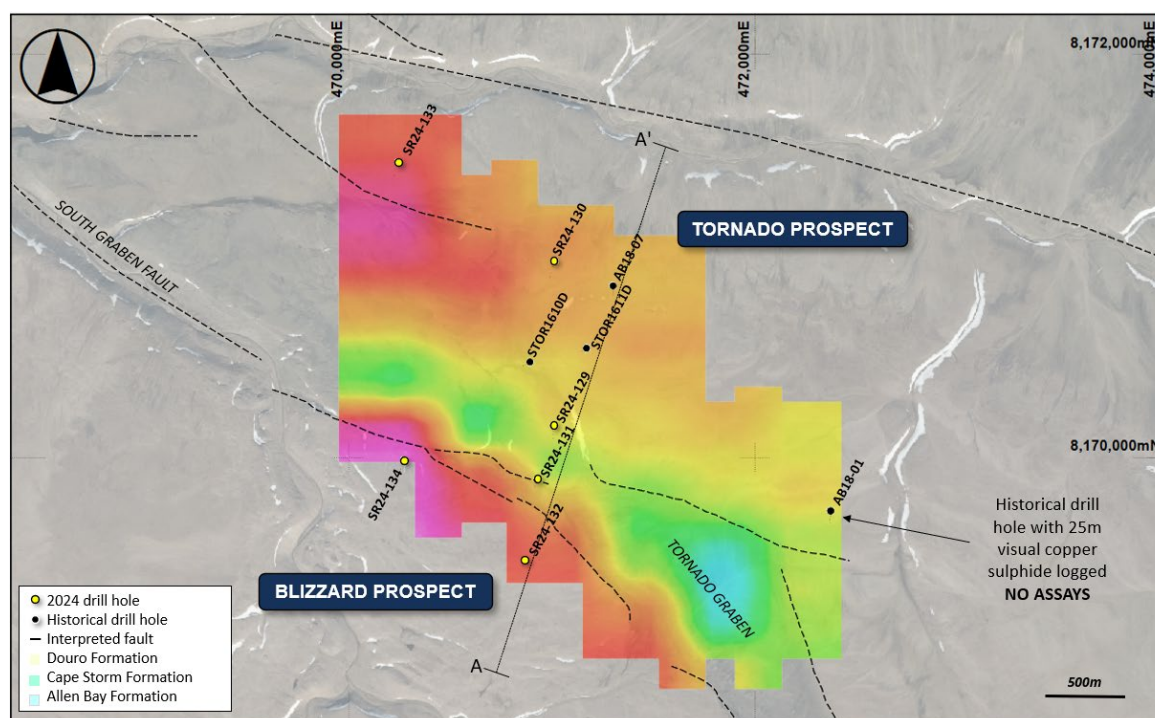 470,000mE
472,000mE
474,000mE
8,172,000mN
SR24-133
A'
SOUTH GRABEN FAULT
TORNADO PROSPECT
SR24-130
AB18-07
STOR1610D
STOR1611D
SR24-129
8,170,000mN
SR24-131
SR24-134
AB18-01
SR24-132
Historical drill
hole with 25m
visual copper
sulphide logged
NO ASSAYS
TORNADO GRABEN
BLIZZARD PROSPECT
A
2024 drill hole
Historical drill hole
Interpreted fault
Douro Formation
Cape Storm Formation
Allen Bay Formation
500m